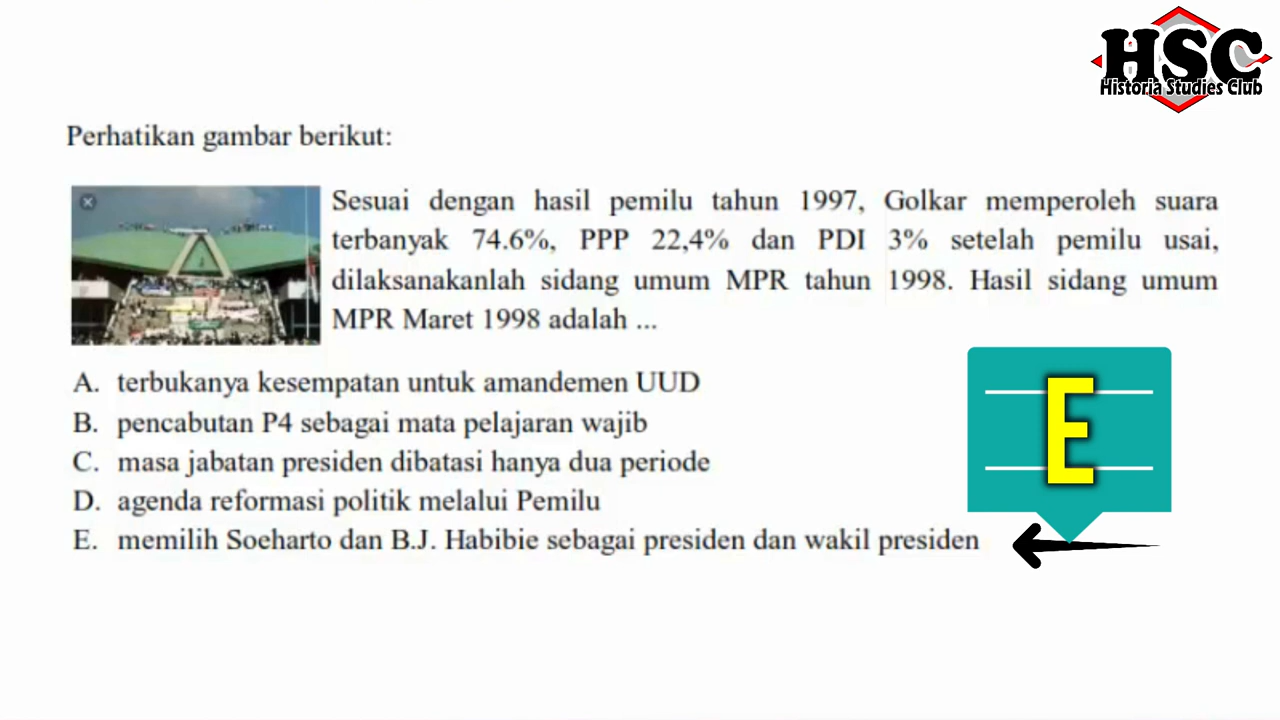 HSC
Historia Studies Club
Perhatikan gambar berikut:
Sesuai dengan hasil pemilu tahun 1997, Golkar memperoleh suara
terbanyak 74.6%, PPP 22,4% dan PDI 3% setelah pemilu usai,
dilaksanakanlah sidang umum MPR tahun 1998. Hasil sidang umum
MPR Maret 1998 adalah ...
A. terbukanya kesempatan untuk amandemen UUD
B. pencabutan P4 sebagai mata pelajaran wajib
C. masa jabatan presiden dibatasi hanya dua periode
D. agenda reformasi politik melalui Pemilu
E. memilih Soeharto dan B.J. Habibie sebagai presiden dan wakil presiden
E